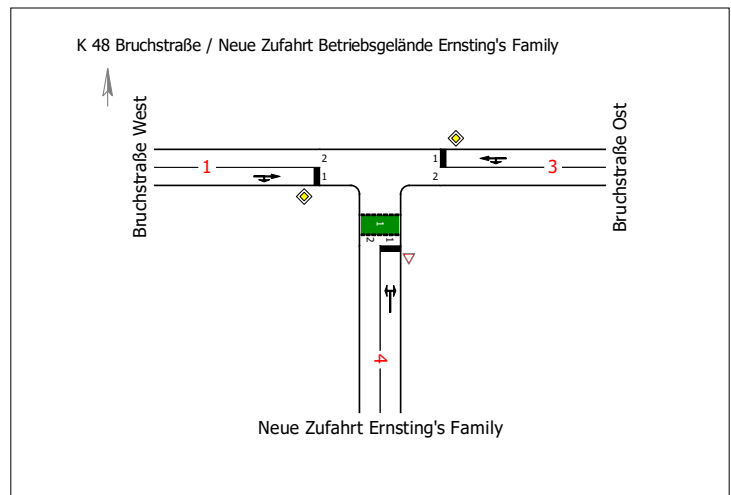 K 48 Bruchstraße / Neue Zufahrt Betriebsgelände Ernsting's Family
Bruchstraße West
Bruchstraße Ost
1
2
1
1
2
3
1
2
1
4
Neue Zufahrt Ernsting's Family